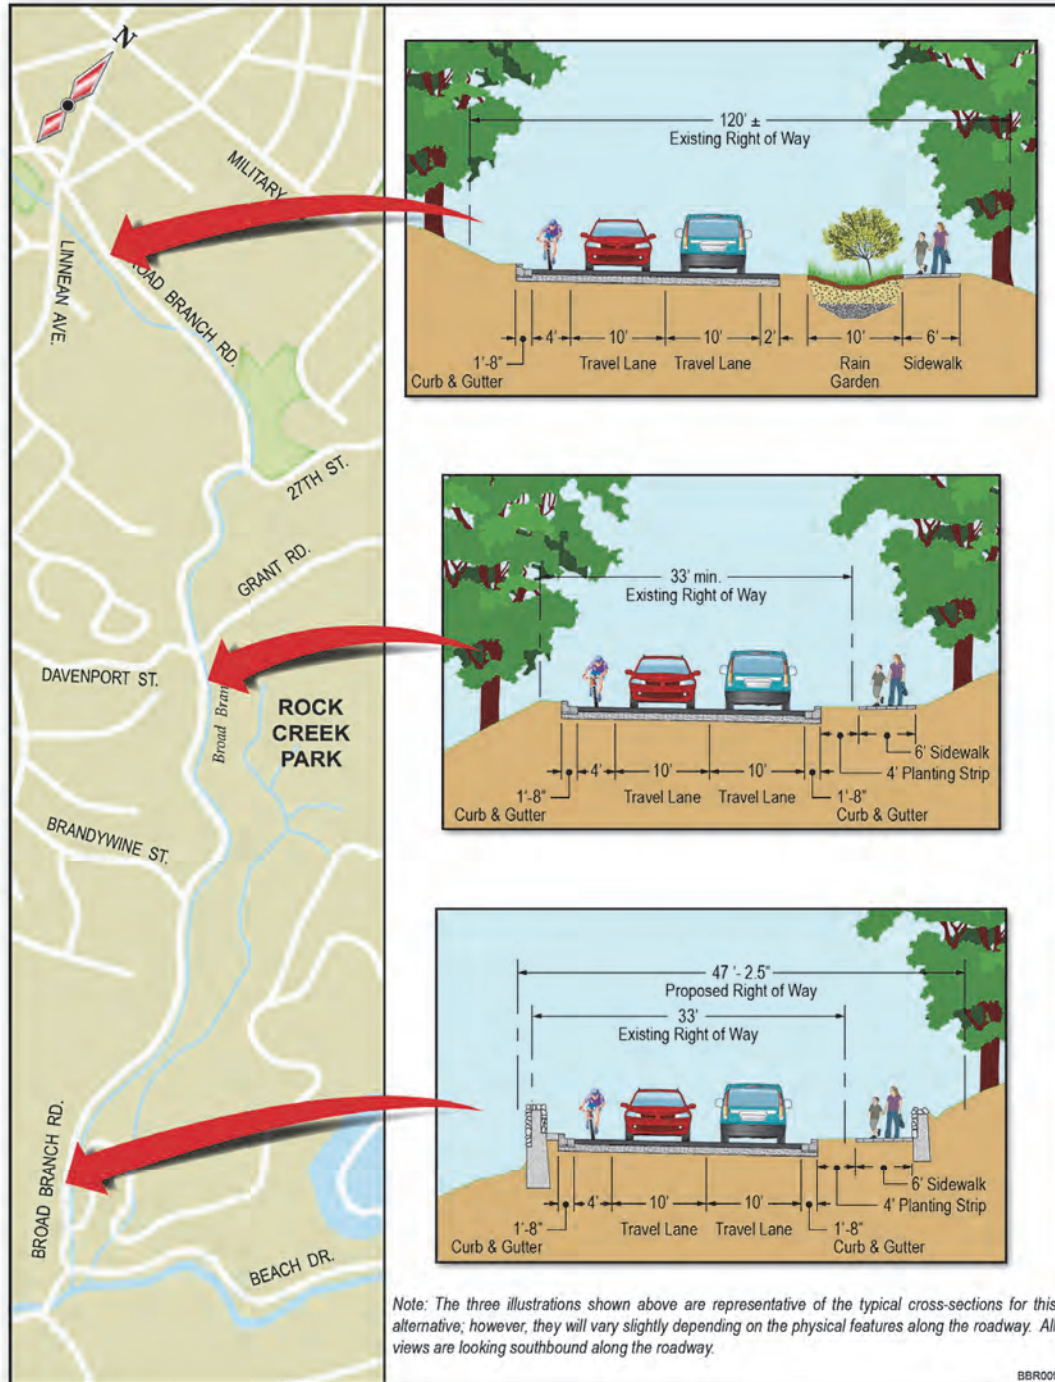 N
MILITARY
LINNEAN AVE.
BROAD BRANCH RD.
27TH ST.
GRANT RD.
DAVENPORT ST.
Broad Bran
ROCK
CREEK
PARK
BRANDYWINE ST.
BROAD BRANCH RD.
BEACH DR.
120' ±
Existing Right of Way
4' 10' 10' 2' 10' 6'
1'-8" Travel Lane Travel Lane Rain Sidewalk
Curb & Gutter Garden
33' min.
Existing Right of Way
6' Sidewalk
4' Planting Strip
4' 10' 10'
1'-8" Travel Lane Travel Lane 1'-8"
Curb & Gutter Curb & Gutter
47 '- 2.5"
Proposed Right of Way
33'
Existing Right of Way
6' Sidewalk
4' Planting Strip
4' 10' 10'
1'-8" Travel Lane Travel Lane 1'-8"
Curb & Gutter Curb & Gutter
Note: The three illustrations shown above are representative of the typical cross-sections for this
alternative; however, they will vary slightly depending on the physical features along the roadway. All
views are looking southbound along the roadway.